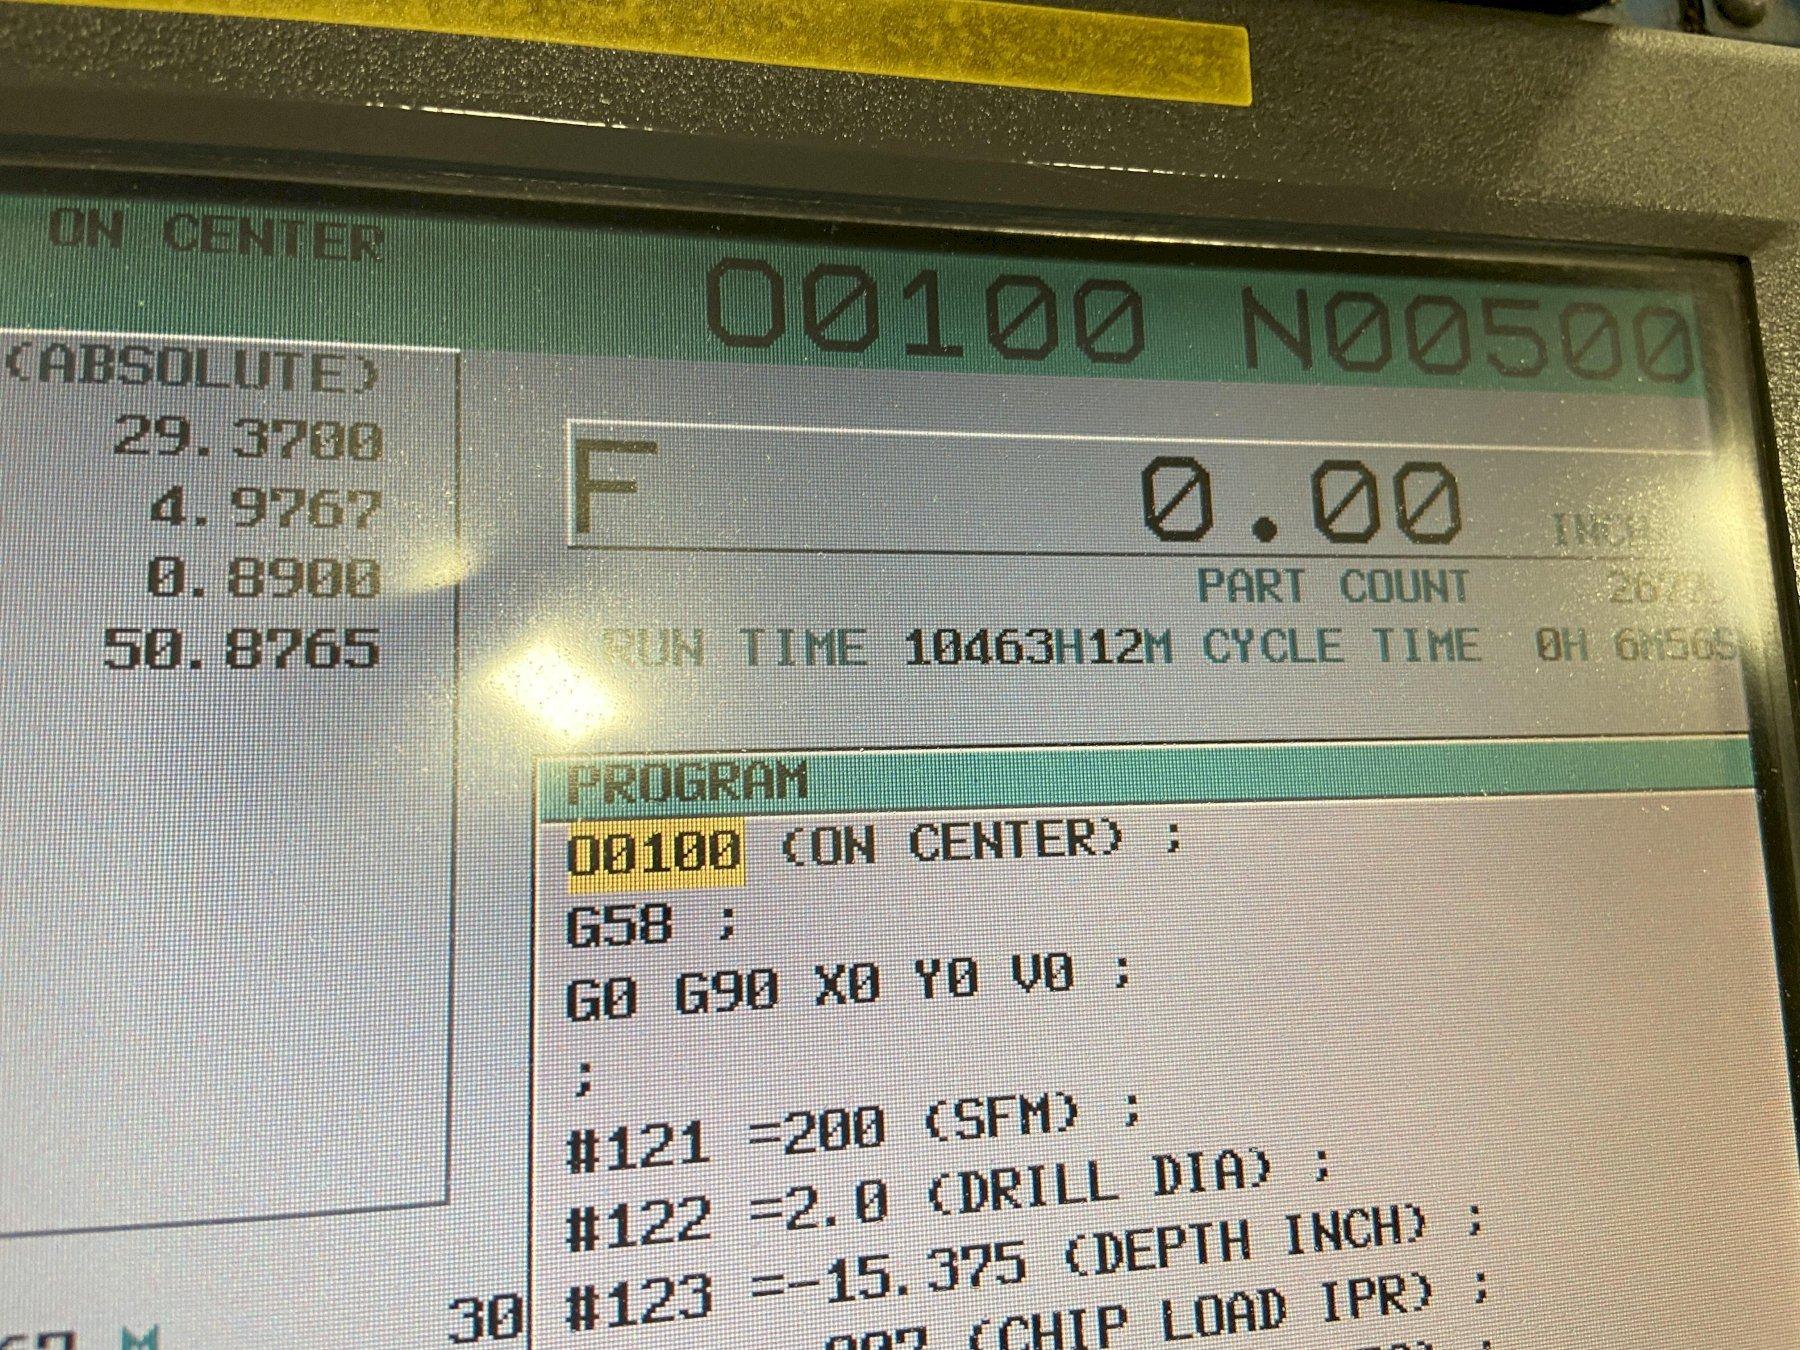 ON CENTER
O0100 N00500
(ABSOLUTE)
29.3700
4.9767
0.8900
50.8765
F 0.00 INCH
PART COUNT
RUN TIME 10463H12M CYCLE TIME 0H 6M56S
PROGRAM
O0100 (ON CENTER) ;
G58 ;
G0 G90 X0 Y0 V0 ;
;
#121 =200 (SFM) ;
#122 =2.0 (DRILL DIA) ;
#123 =-15.375 (DEPTH INCH) ;
(CHIP LOAD IPR) ;
M 30